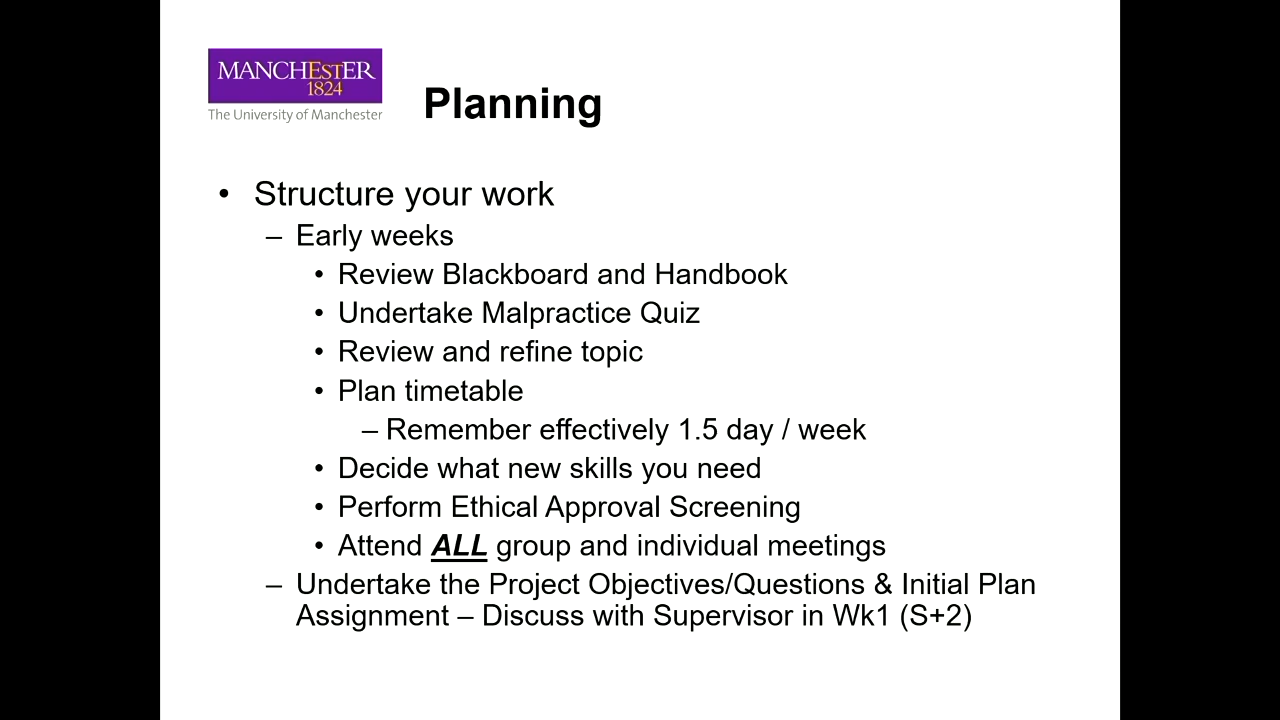 MANCHESTER
1824
The University of Manchester
Planning
• Structure your work
– Early weeks
• Review Blackboard and Handbook
• Undertake Malpractice Quiz
• Review and refine topic
• Plan timetable
– Remember effectively 1.5 day / week
• Decide what new skills you need
• Perform Ethical Approval Screening
• Attend ALL group and individual meetings
– Undertake the Project Objectives/Questions & Initial Plan
Assignment – Discuss with Supervisor in Wk1 (S+2)